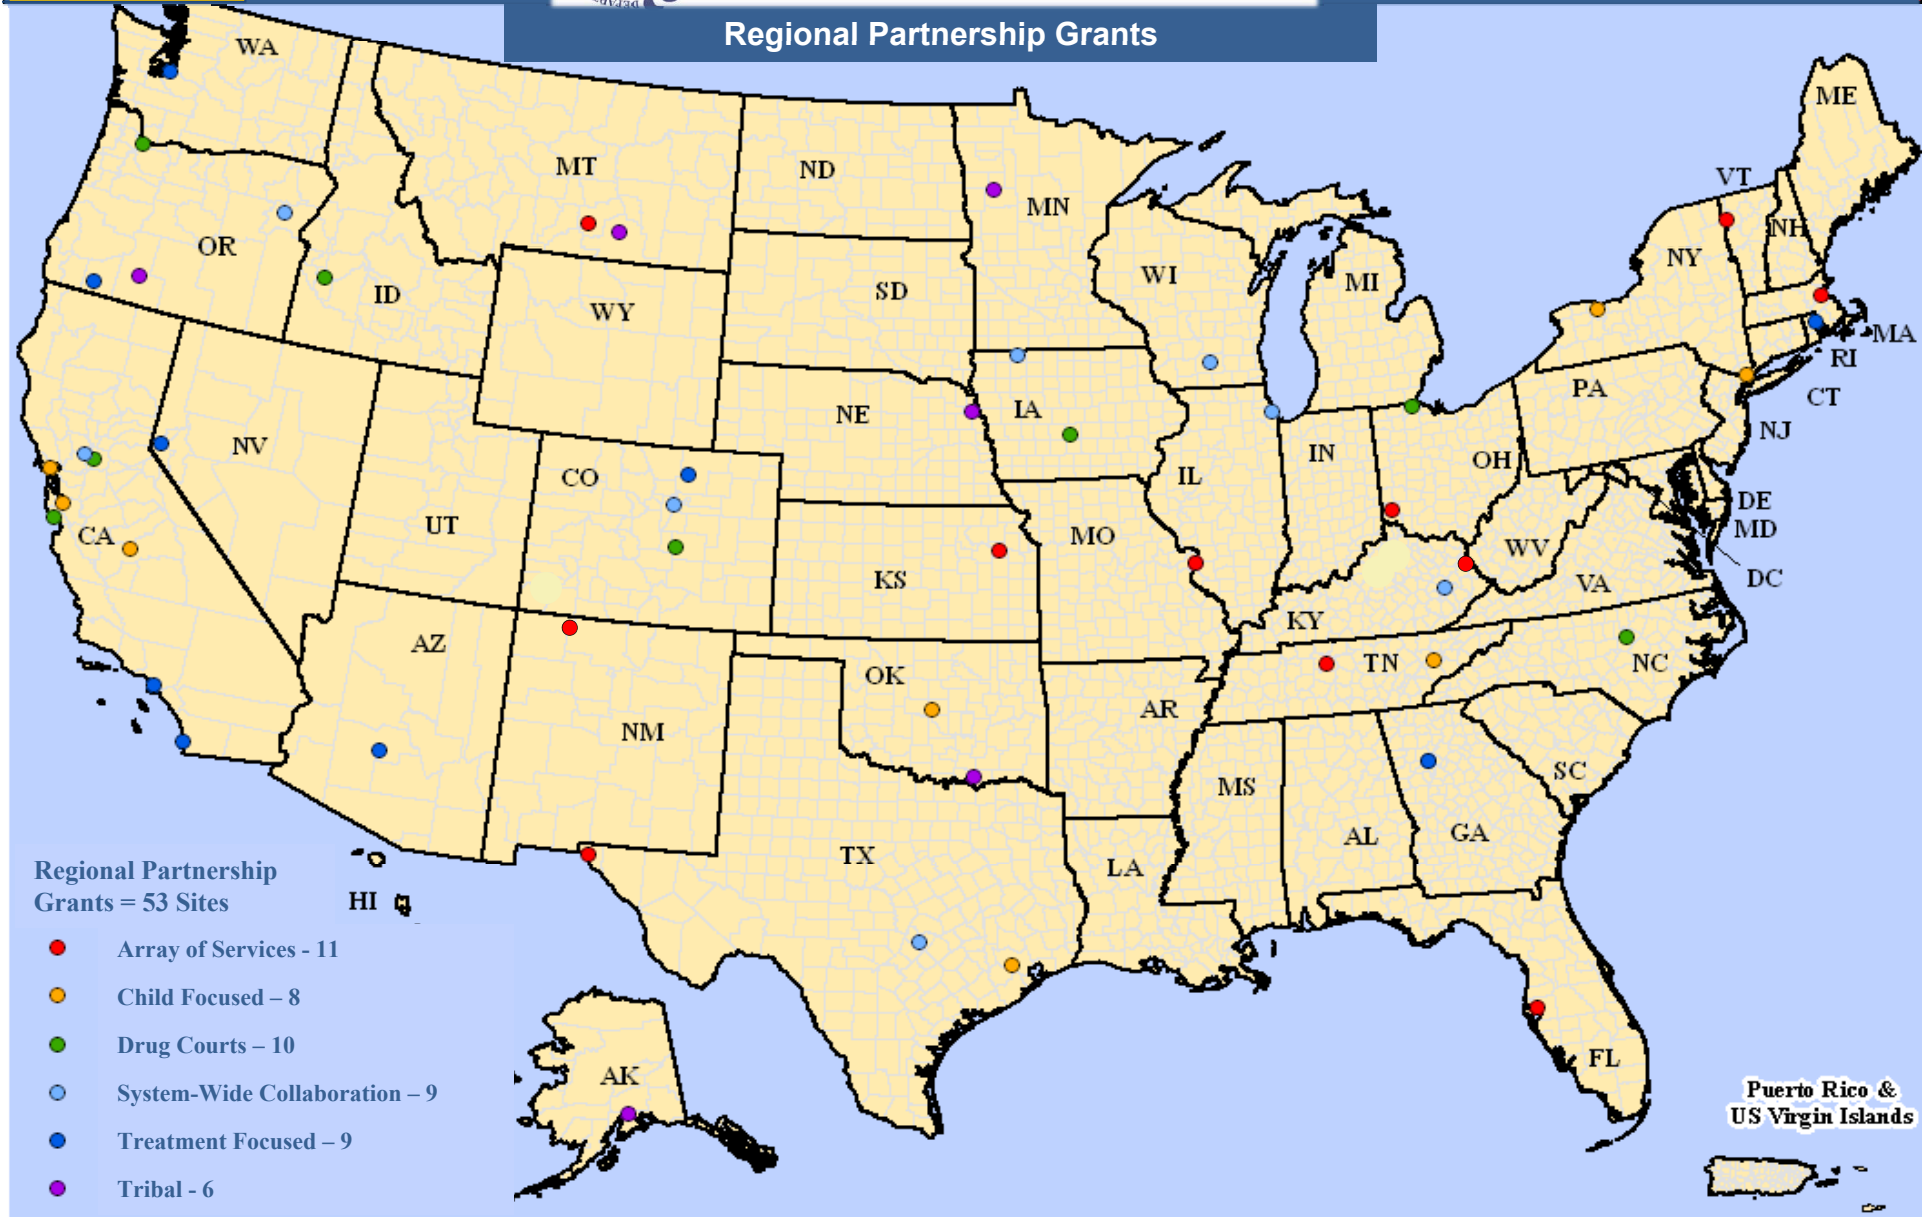 Regional Partnership Grants
WA
ME
MT
ND
VT
MN
NH
OR
NY
WI
MI
ID
SD
WY
MA
RI
PA
CT
NE
IA
NJ
NV
OH
IN
CO
IL
DE
UT
MD
CA
MO
WV
KS
DC
VA
KY
AZ
TN
NC
OK
AR
NM
SC
MS
GA
AL
TX
LA
HI
Regional Partnership
Grants = 53 Sites
Array of Services - 11
Child Focused – 8
Drug Courts – 10
System-Wide Collaboration – 9
Treatment Focused – 9
Tribal - 6
AK
FL
Puerto Rico &
US Virgin Islands